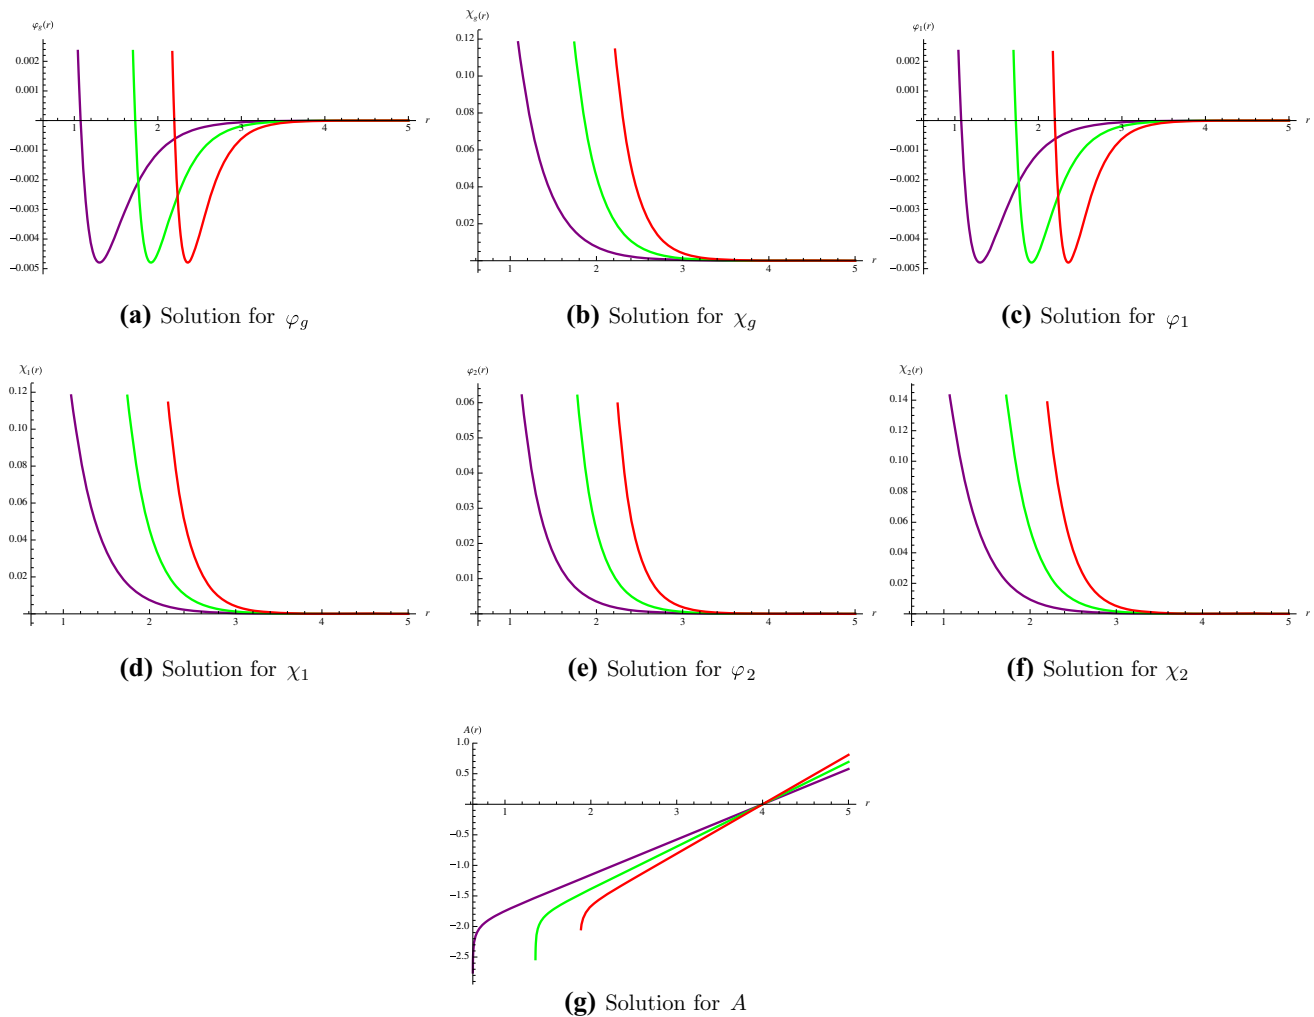 φg(r)
0.002
0.001
−0.001
−0.002
−0.003
−0.004
−0.005
1 2 3 4 5 r
(a) Solution for φg
χg(r)
0.12
0.10
0.08
0.06
0.04
0.02
1 2 3 4 5 r
(b) Solution for χg
φ1(r)
0.002
0.001
−0.001
−0.002
−0.003
−0.004
−0.005
1 2 3 4 5 r
(c) Solution for φ1
χ1(r)
0.12
0.10
0.08
0.06
0.04
0.02
1 2 3 4 5 r
(d) Solution for χ1
φ2(r)
0.06
0.05
0.04
0.03
0.02
0.01
1 2 3 4 5 r
(e) Solution for φ2
χ2(r)
0.14
0.12
0.10
0.08
0.06
0.04
0.02
1 2 3 4 5 r
(f) Solution for χ2
A(r)
1.0
0.5
1 2 3 4 5 r
−0.5
−1.0
−1.5
−2.0
−2.5
(g) Solution for A